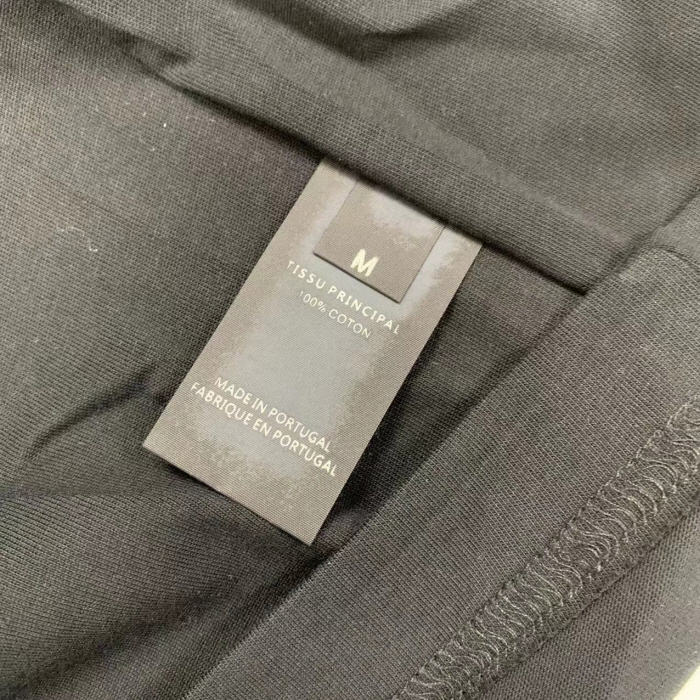 M
TISSU PRINCIPAL
100% COTON
MADE IN PORTUGAL
FABRIQUE EN PORTUGAL